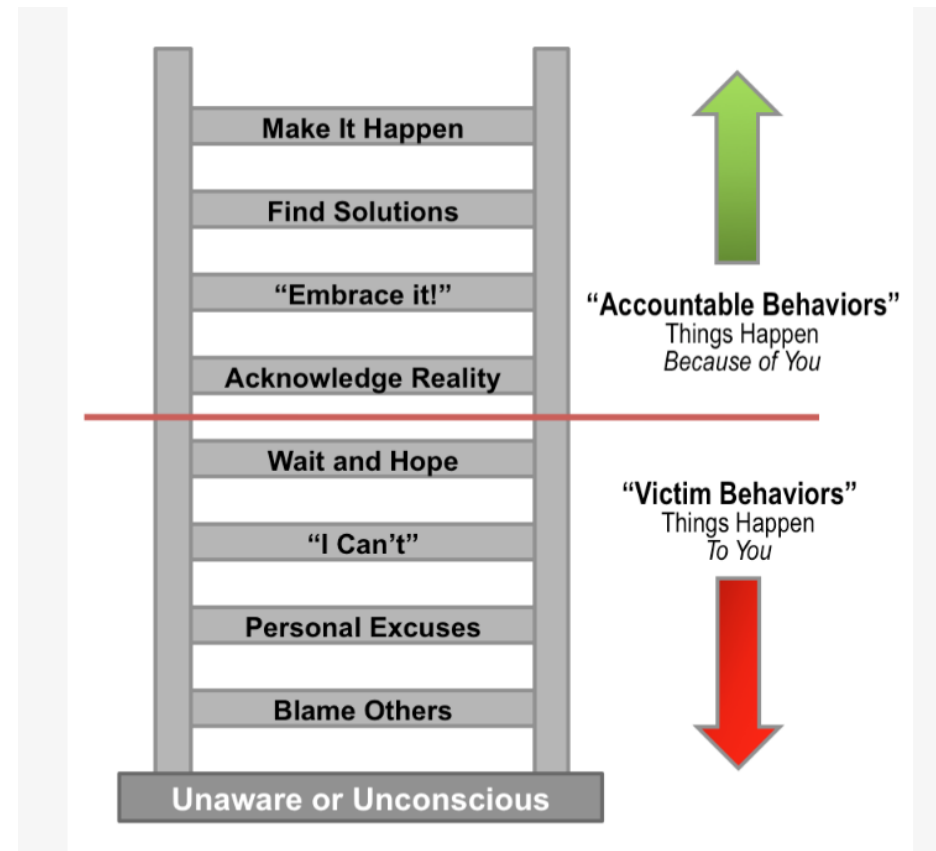 Make It Happen
Find Solutions
“Embrace it!”
Acknowledge Reality
“Accountable Behaviors”
Things Happen
Because of You
Wait and Hope
“I Can’t”
Personal Excuses
Blame Others
“Victim Behaviors”
Things Happen
To You
Unaware or Unconscious